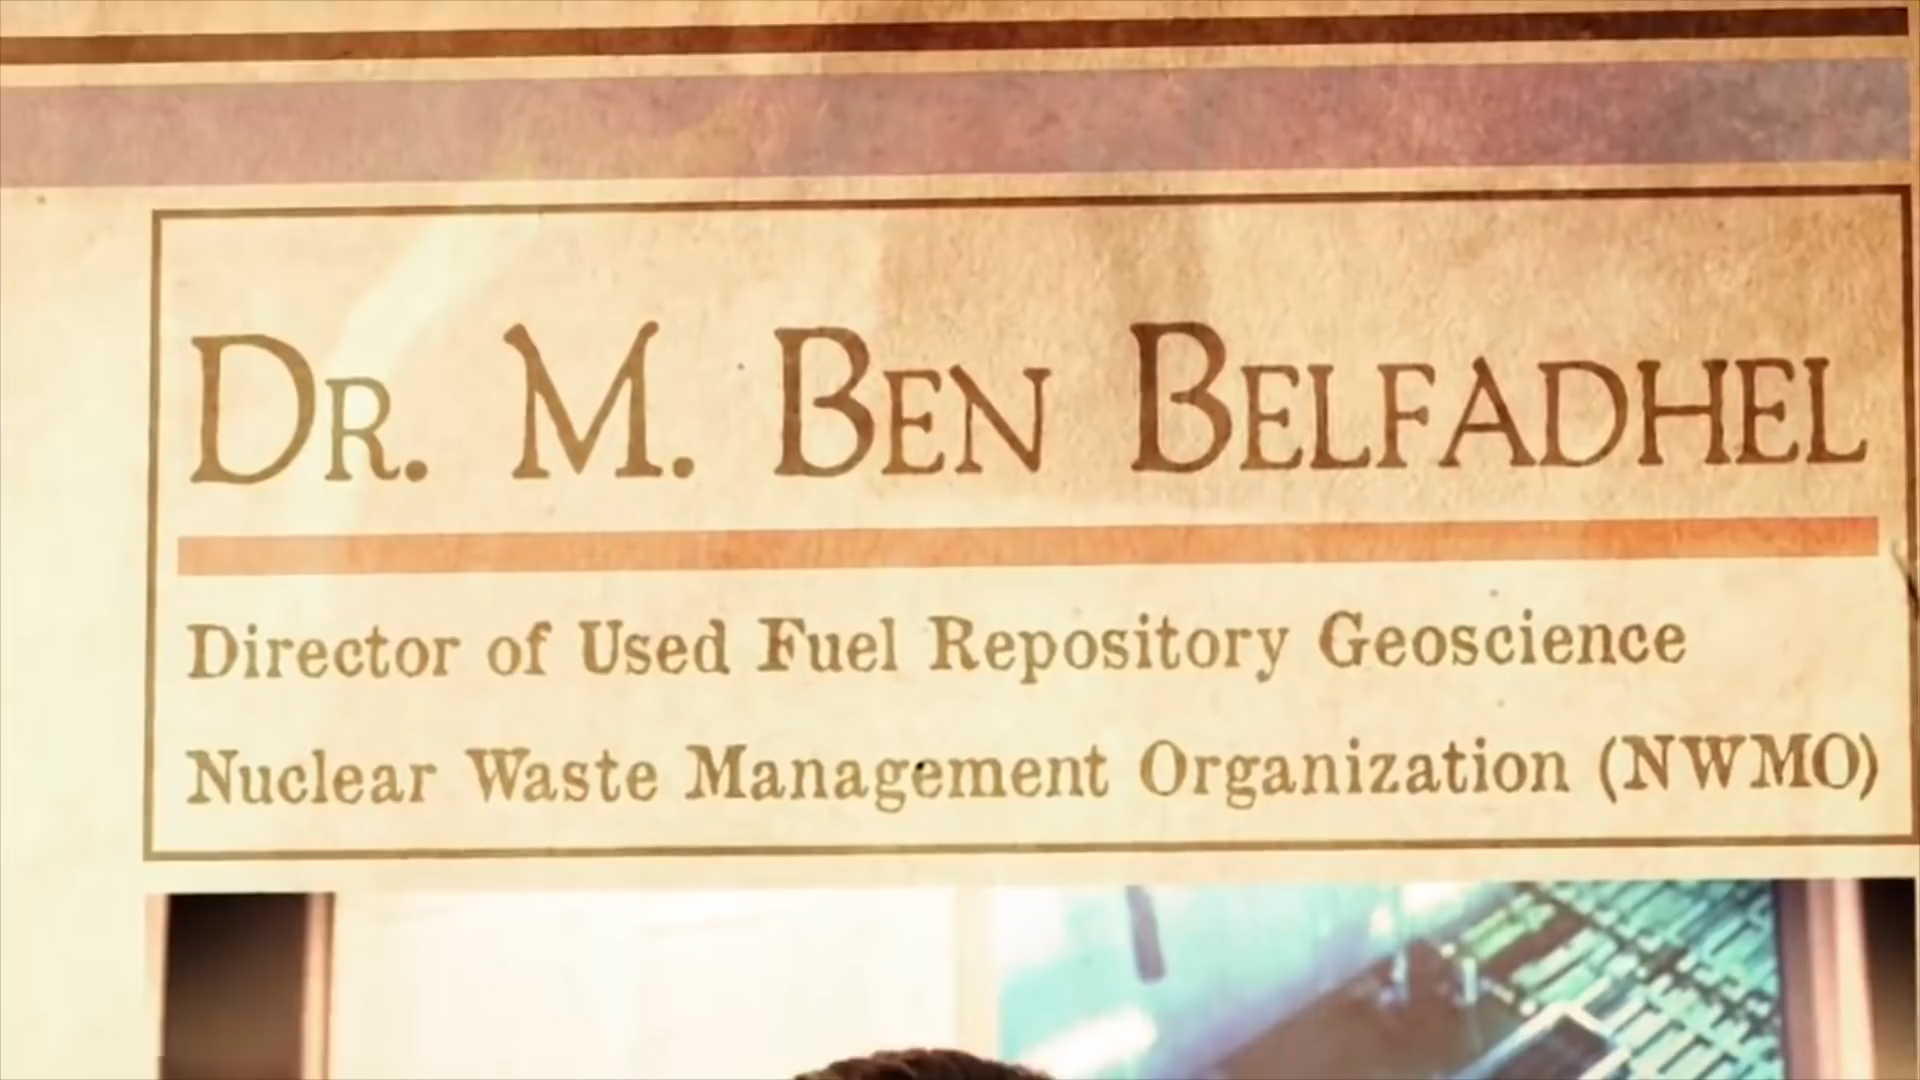 Dr. M. Ben Belfadhel
Director of Used Fuel Repository Geoscience
Nuclear Waste Management Organization (NWMO)